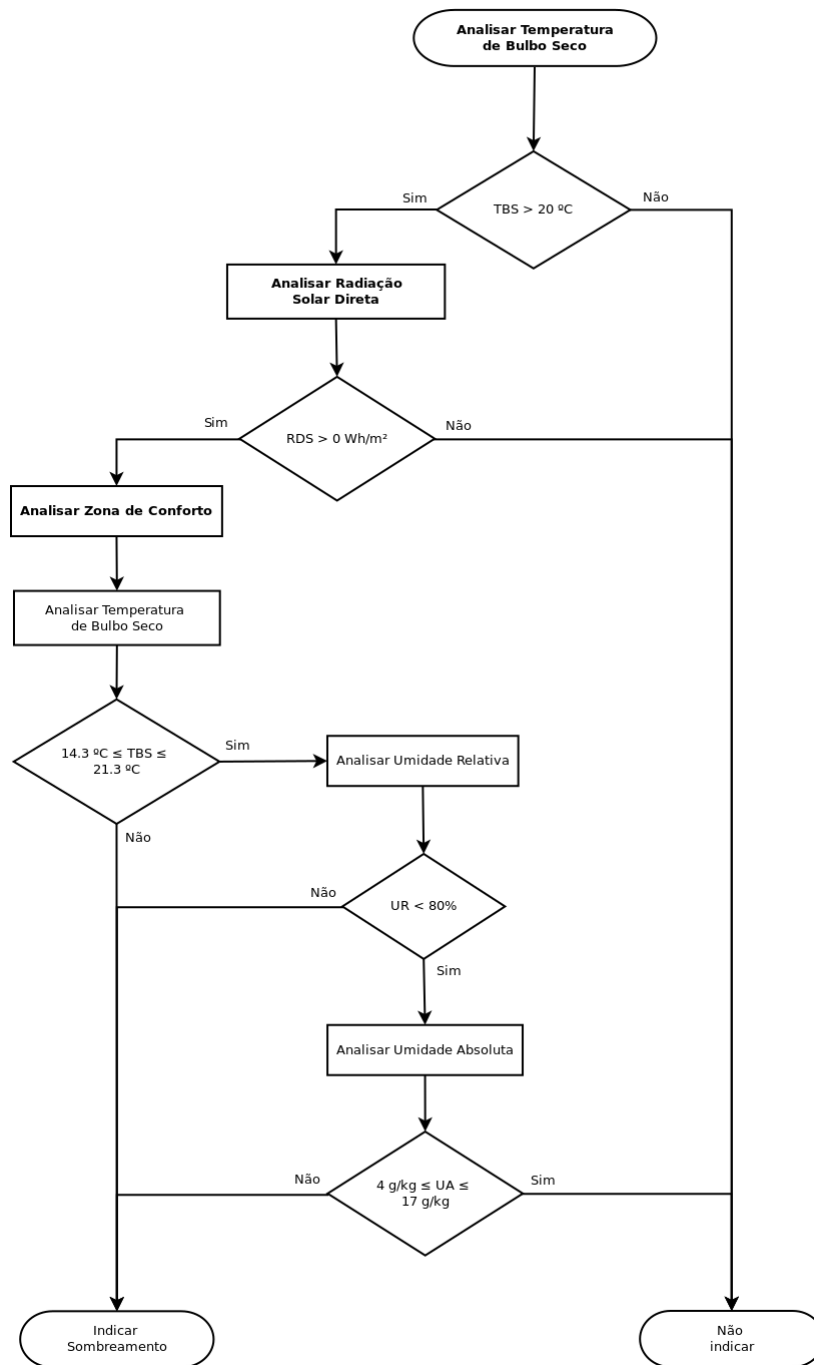 Analisar Temperatura
de Bulbo Seco
TBS > 20 ºC
Sim
Não
Analisar Radiação
Solar Direta
RDS > 0 Wh/m²
Sim
Não
Analisar Zona de Conforto
Analisar Temperatura
de Bulbo Seco
14.3 ºC ≤ TBS ≤
21.3 ºC
Sim
Não
Analisar Umidade Relativa
UR < 80%
Não
Sim
Analisar Umidade Absoluta
4 g/kg ≤ UA ≤
17 g/kg
Não
Sim
Indicar
Sombreamento
Não
indicar